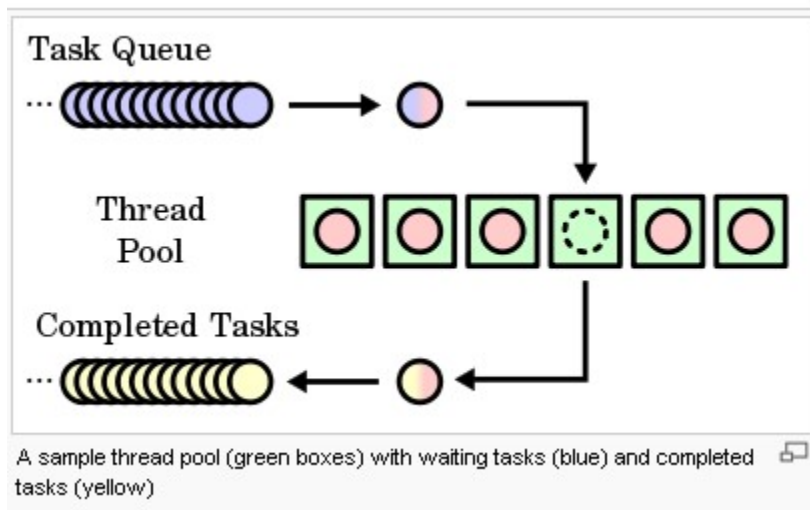 Task Queue
...
Thread
Pool
Completed Tasks
...
A sample thread pool (green boxes) with waiting tasks (blue) and completed
tasks (yellow)